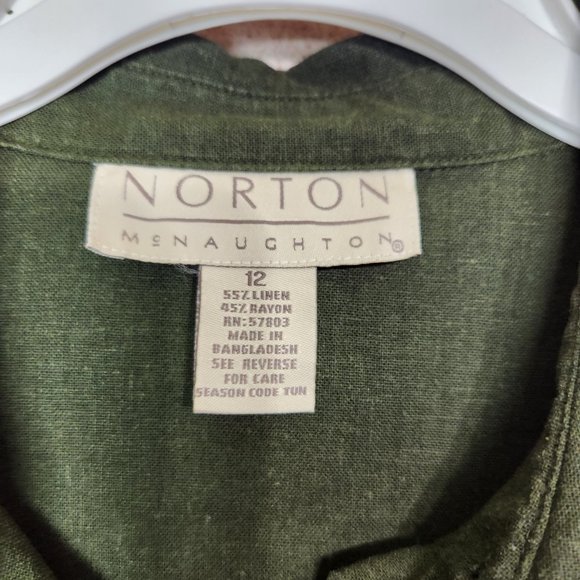 NORTON
McNAUGHTON®
12
55% LINEN
45% RAYON
RN:57803
MADE IN
BANGLADESH
SEE REVERSE
FOR CARE
SEASON CODE TUN